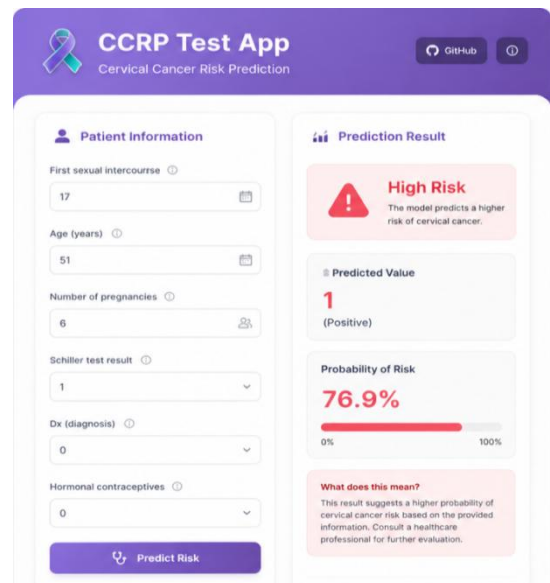 CCRP Test App
Cervical Cancer Risk Prediction
GitHub
Patient Information
First sexual intercourrse
17
Age (years)
51
Number of pregnancies
6
Schiller test result
1
Dx (diagnosis)
0
Hormonal contraceptives
0
Predict Risk
Prediction Result
High Risk
The model predicts a higher
risk of cervical cancer.
Predicted Value
1
(Positive)
Probability of Risk
76.9%
0% 100%
What does this mean?
This result suggests a higher probability of
cervical cancer risk based on the provided
information. Consult a healthcare
professional for further evaluation.